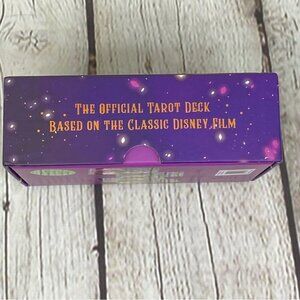 The Official Tarot Deck
Based on the Classic Disney Film